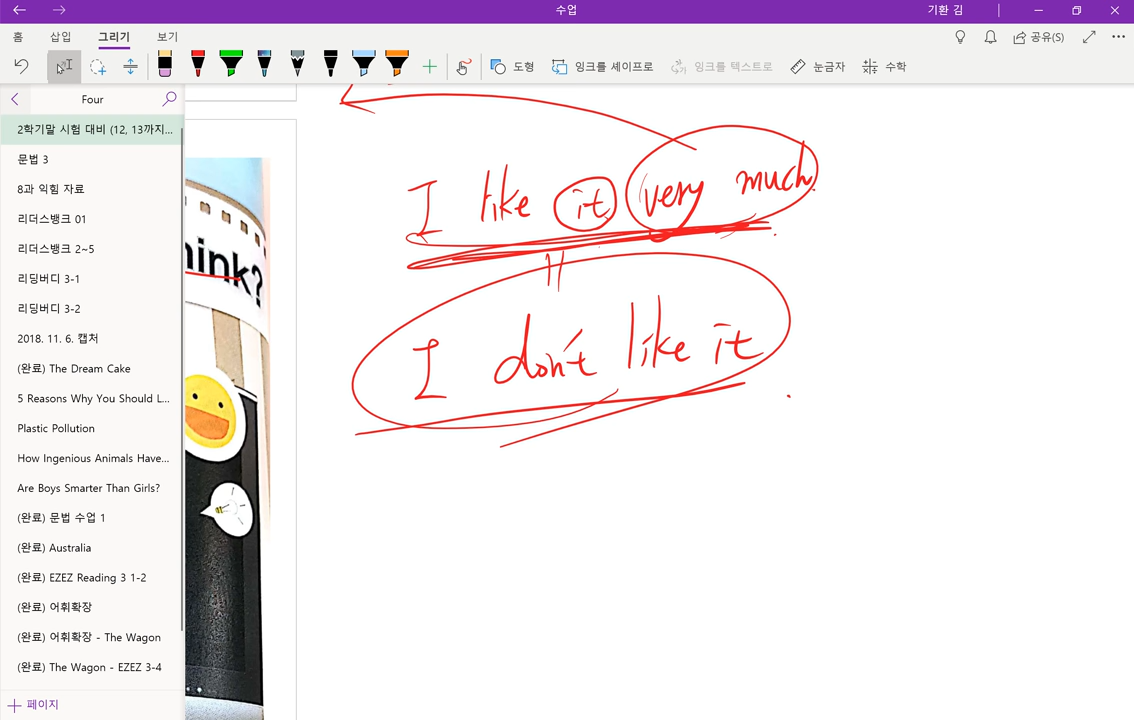 수업
기환 김
홈 삽입 그리기 보기
공유(S)
도형 잉크를 셰이프로 잉크를 텍스트로 눈금자 수학
Four
2학기말 시험 대비 (12, 13까지...
문법 3
8과 익힘 자료
리더스뱅크 01
리더스뱅크 2~5
리딩버디 3-1
리딩버디 3-2
2018. 11. 6. 캡처
(완료) The Dream Cake
5 Reasons Why You Should L...
Plastic Pollution
How Ingenious Animals Have...
Are Boys Smarter Than Girls?
(완료) 문법 수업 1
(완료) Australia
(완료) EZEZ Reading 3 1-2
(완료) 어휘확장
(완료) 어휘확장 - The Wagon
(완료) The Wagon - EZEZ 3-4
페이지
hink?
I like it very much.
I don't like it